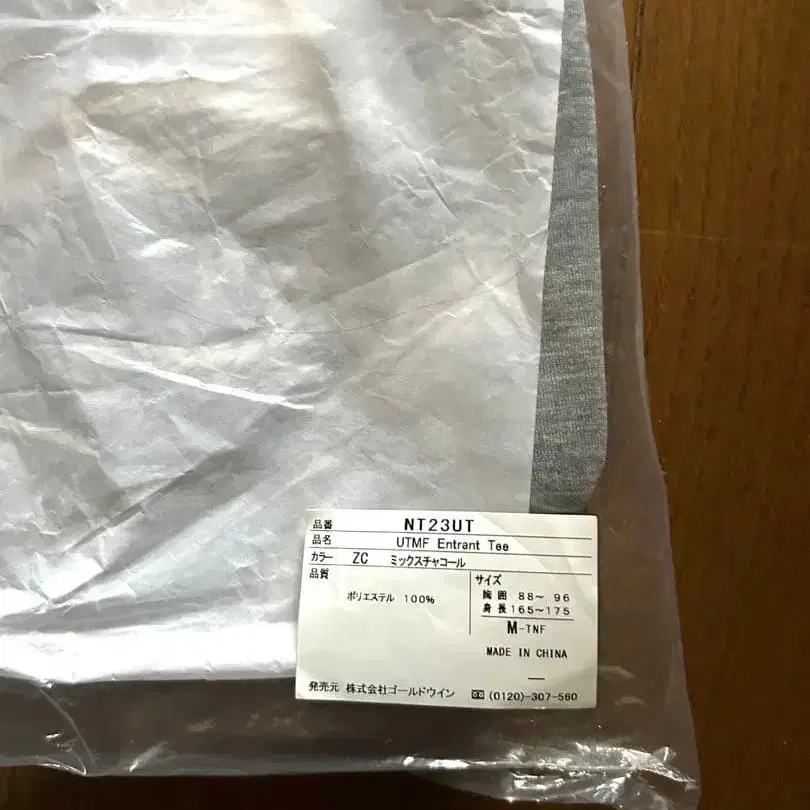 品番 NT23UT
品名 UTMF Entrant Tee
カラー ZC ミックスチャコール
品質
ポリエステル 100%
サイズ
胸囲 88～ 96
身長165～175
M-TNF
MADE IN CHINA
発売元 株式会社ゴールドウイン (0120)-307-560